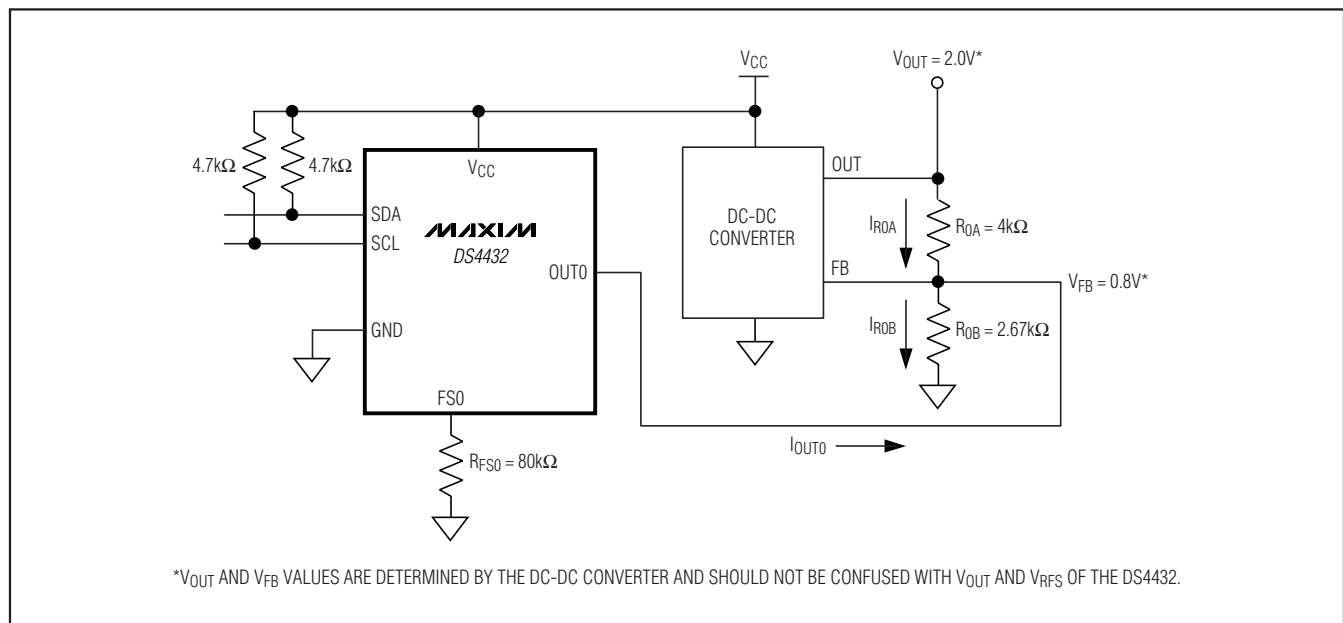 VCC
VOUT = 2.0V*
4.7kΩ
4.7kΩ
VCC
SDA
SCL
MAXIM
DS4432
OUT0
GND
FS0
RFS0 = 80kΩ
DC-DC
CONVERTER
OUT
FB
IR0A
R0A = 4kΩ
VFB = 0.8V*
IR0B
R0B = 2.67kΩ
IOUT0
*VOUT AND VFB VALUES ARE DETERMINED BY THE DC-DC CONVERTER AND SHOULD NOT BE CONFUSED WITH VOUT AND VRFS OF THE DS4432.